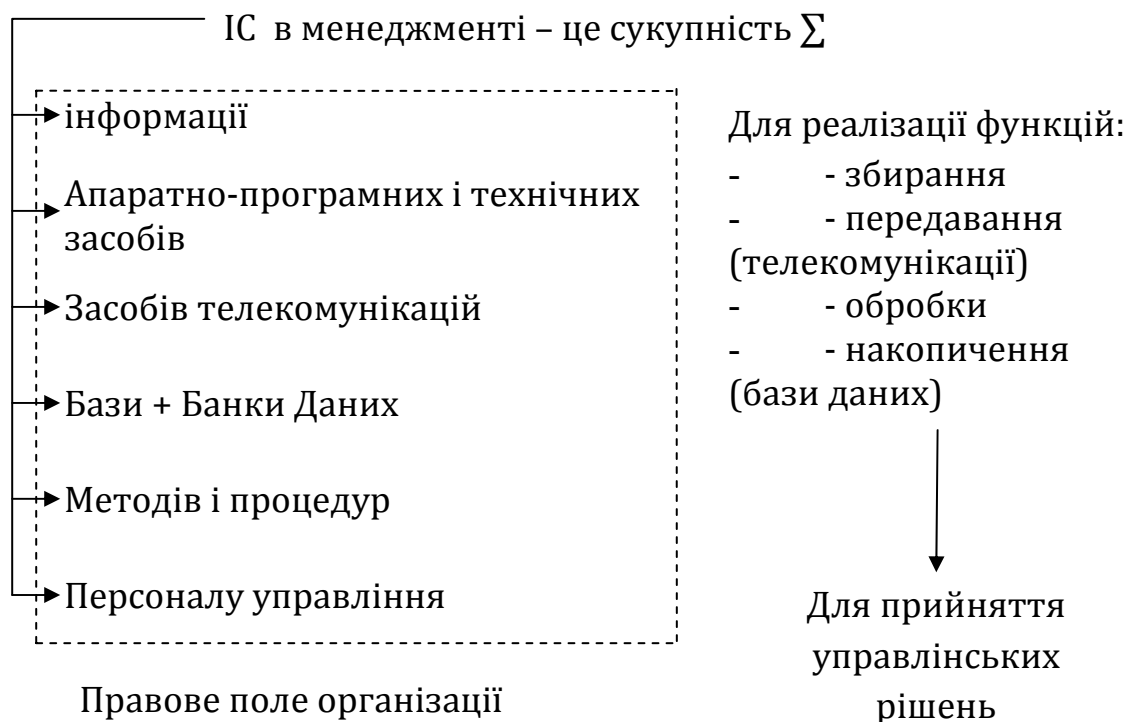 ІС в менеджменті – це сукупність ∑
інформації
Апаратно-програмних і технічних
засобів
Засобів телекомунікацій
Бази + Банки Даних
Методів і процедур
Персоналу управління
Правове поле організації
Для реалізації функцій:
- - збирання
- - передавання
(телекомунікації)
- - обробки
- - накопичення
(бази даних)
Для прийняття
управлінських
рішень